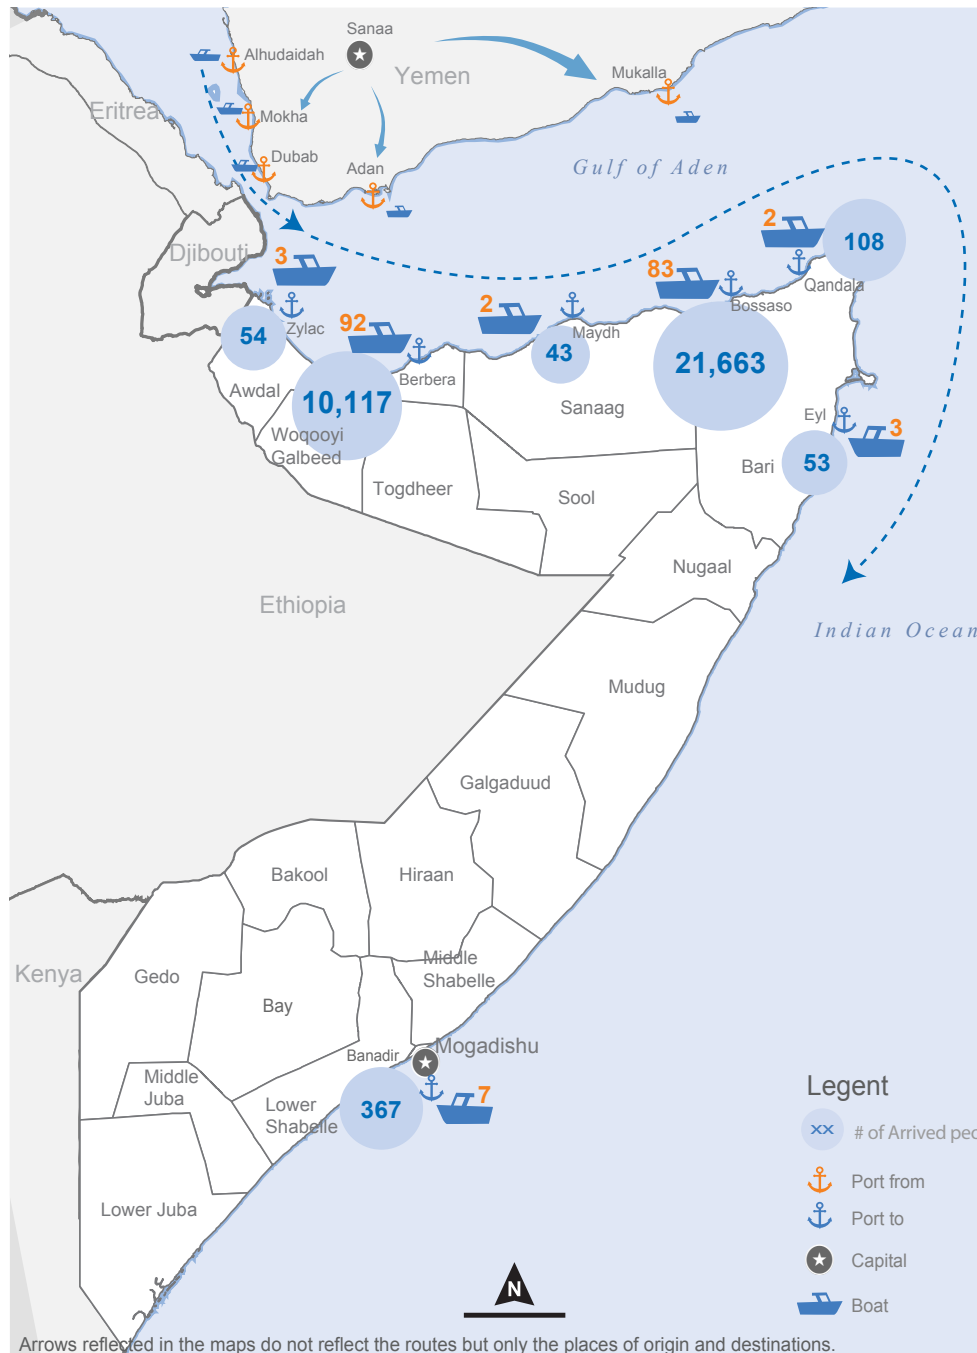 Sanaa
Alhudaidah
Yemen
Mukalla
Eritrea
Mokha
Dubab
Adan
Gulf of Aden
Djibouti
2
108
3
83
Qandala
2
Bossaso
Zylac
92
Maydh
54
43
21,663
Berbera
Awdal
10,117
Sanaag
Eyl
3
Woqooyi
Galbeed
Bari
53
Togdheer
Sool
Nugaal
Ethiopia
Indian Ocean
Mudug
Galgaduud
Bakool
Hiraan
Middle
Shabelle
Kenya
Gedo
Bay
Banadir
Mogadishu
Middle
Juba
7
Lower
Shabelle
367
Lower Juba
Legent
xx # of Arrived peo
Port from
Port to
Capital
Boat
N
Arrows reflected in the maps do not reflect the routes but only the places of origin and destinations.